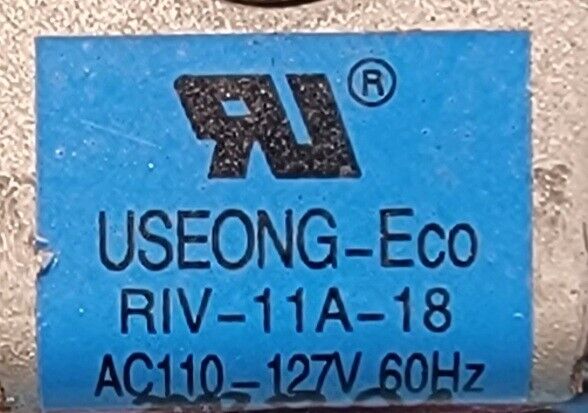 ®
USEONG-Eco
RIV-11A-18
AC110-127V 60Hz